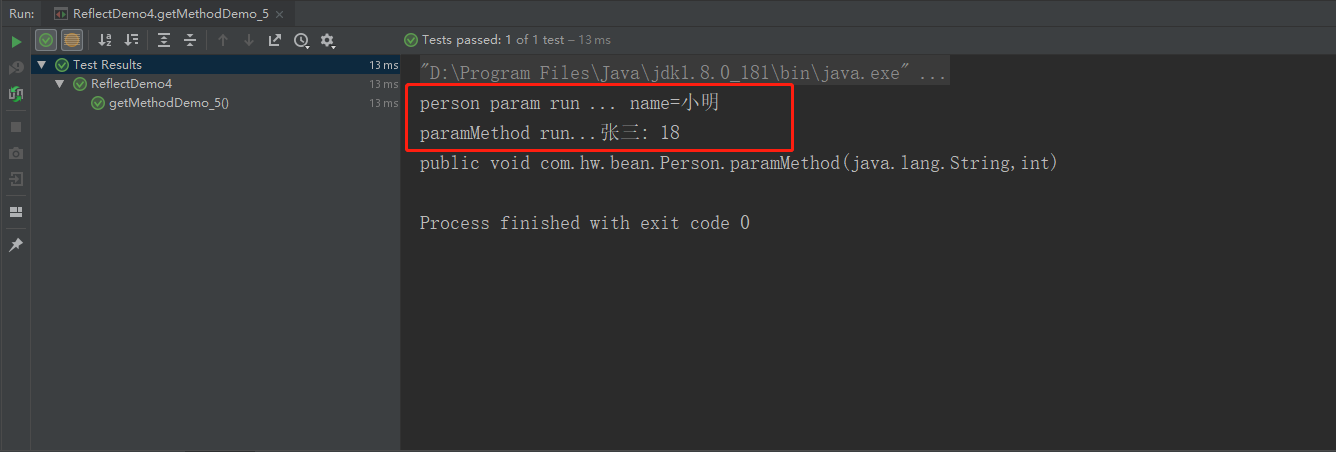 Run: ReflectDemo4.getMethodDemo_5 ×
Tests passed: 1 of 1 test – 13 ms
Test Results 13 ms
ReflectDemo4 13 ms
getMethodDemo_5() 13 ms
"D:\Program Files\Java\jdk1.8.0_181\bin\java.exe" ...
person param run ... name=小明
paramMethod run...张三: 18
public void com.hw.bean.Person.paramMethod(java.lang.String,int)
Process finished with exit code 0